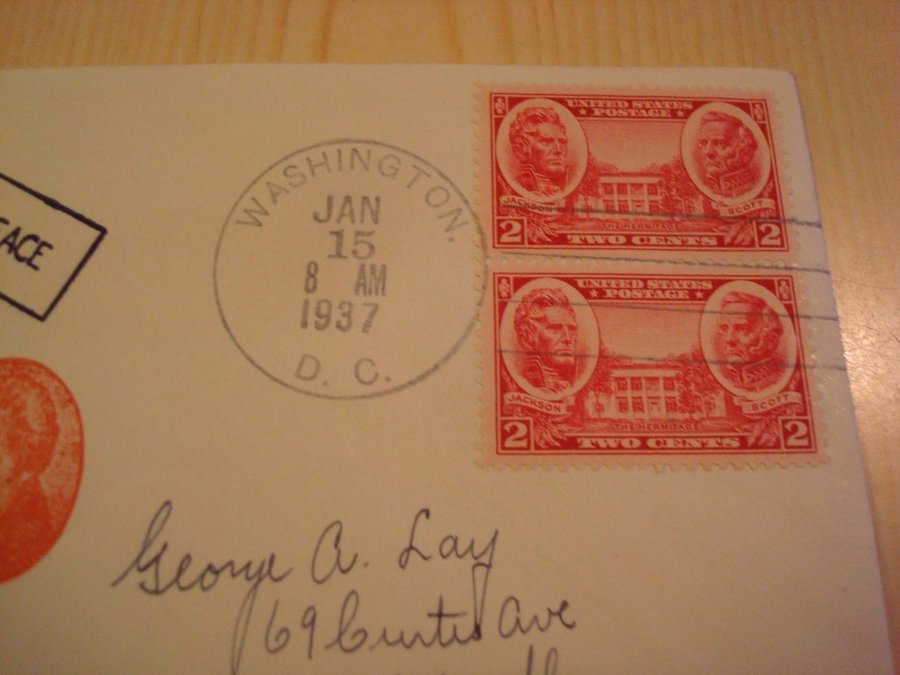 EACE
WASHINGTON.
JAN
15
8 AM
1937
D. C.
UNITED STATES
POSTAGE
JACKSON
SCOTT
THE HERMITAGE
2 TWO CENTS 2
UNITED STATES
POSTAGE
JACKSON
SCOTT
THE HERMITAGE
2 TWO CENTS 2
George A. Lay
69 Curtis Ave